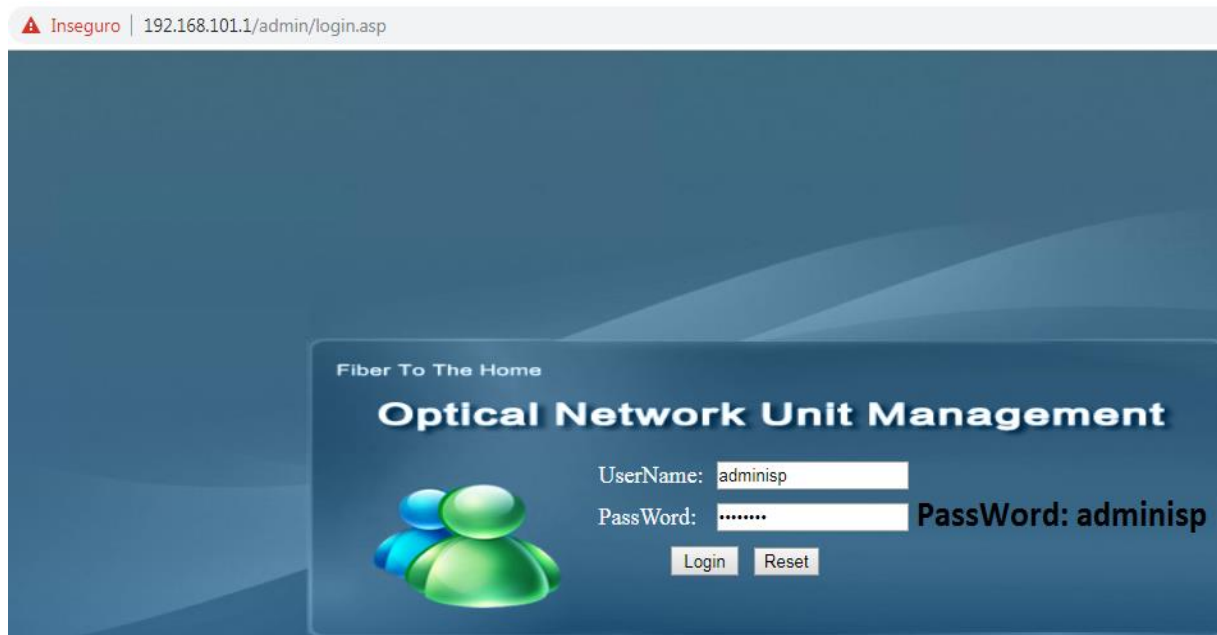 Inseguro | 192.168.101.1/admin/login.asp
Fiber To The Home
Optical Network Unit Management
UserName: adminisp
PassWord: •••••••• PassWord: adminisp
Login Reset